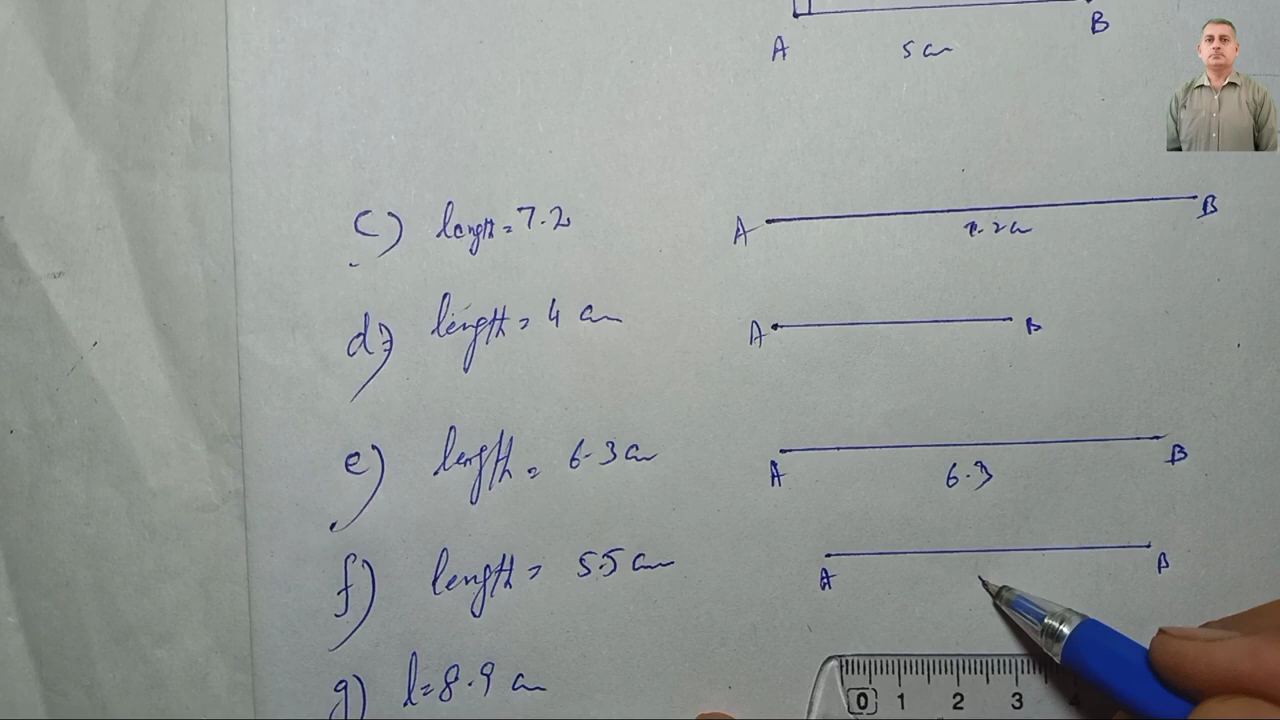 A 5 cm B
c) length = 7.2 A 7.2 cm B
d) length = 4 cm A B
e) length = 6.3 cm A 6.3 B
f) length = 5.5 cm A B
g) l = 8.9 cm
0 1 2 3 4